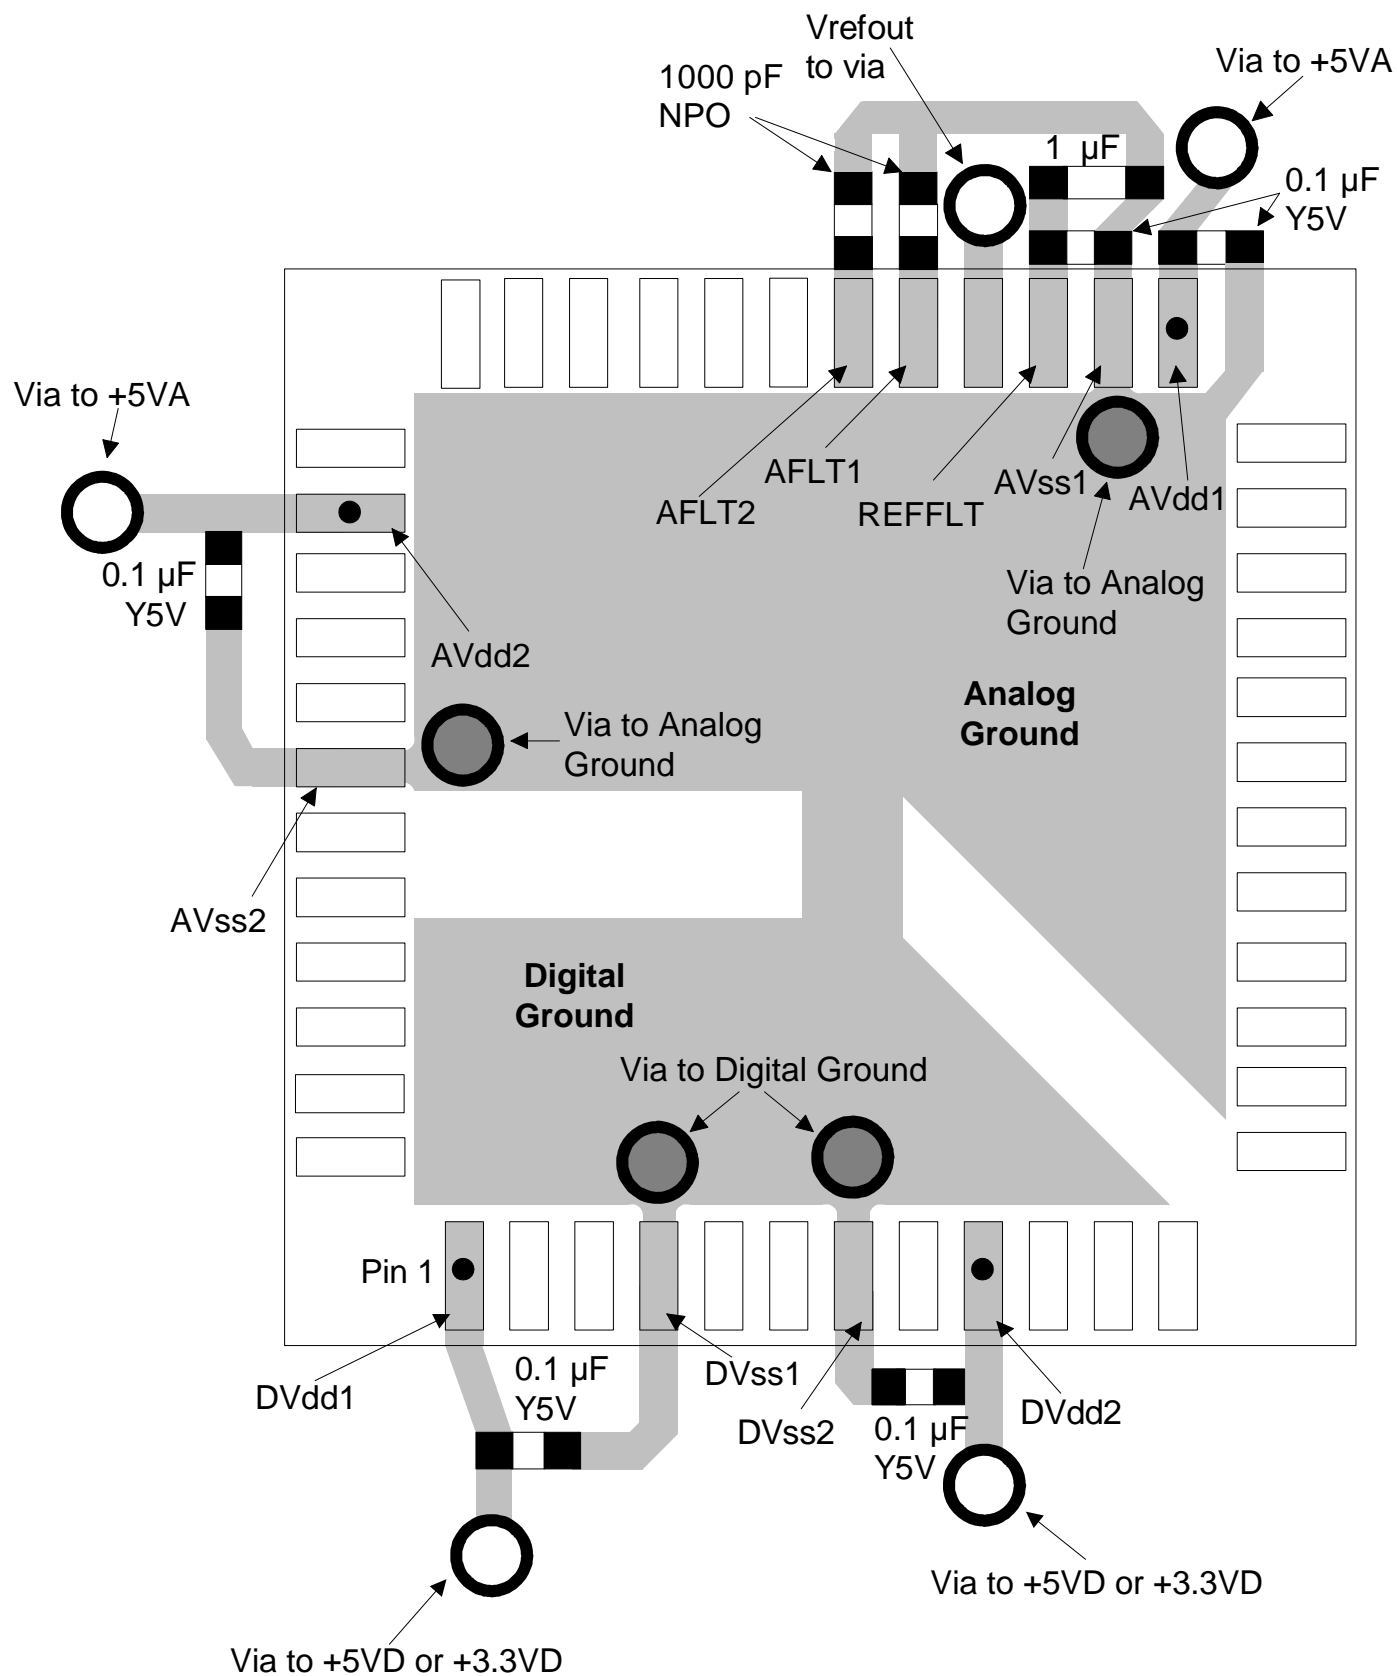 Vrefout
to via
Via to +5VA
1000 pF
NPO
1 µF
0.1 µF
Y5V
Via to +5VA
AFLT1
AFLT2
REFFLT
AVss1
AVdd1
0.1 µF
Y5V
Via to Analog
Ground
AVdd2
Analog
Ground
Via to Analog
Ground
AVss2
Digital
Ground
Via to Digital Ground
Pin 1
DVdd1
0.1 µF
Y5V
DVss1
DVss2
0.1 µF
Y5V
DVdd2
Via to +5VD or +3.3VD
Via to +5VD or +3.3VD